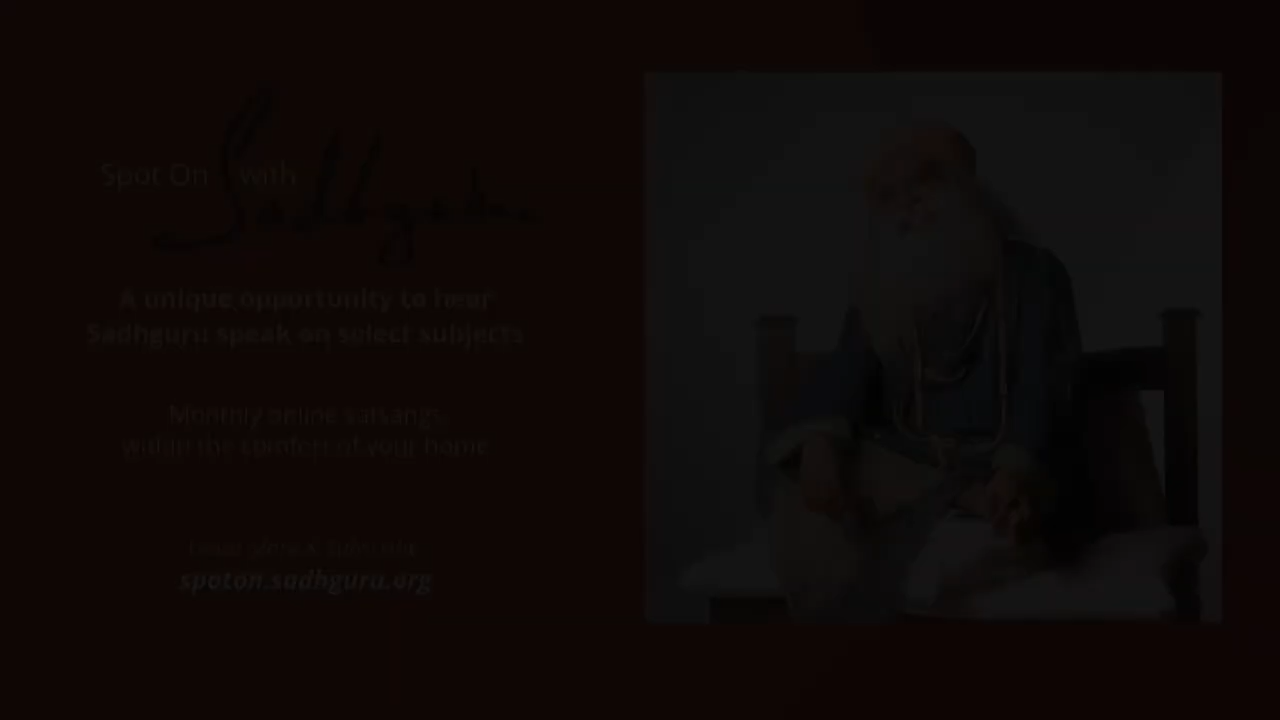 Spot On with
Sadhguru
A unique opportunity to hear
Sadhguru speak on select subjects
Monthly online satsangs
within the comfort of your home
spoton.sadhguru.org